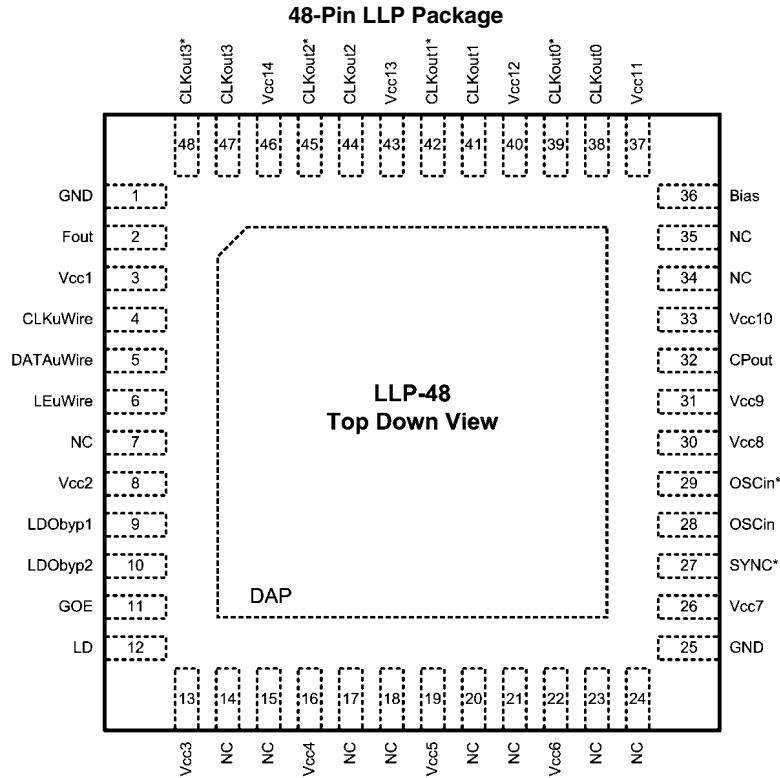 48-Pin LLP Package
CLKout3*
CLKout3
Vcc14
CLKout2*
CLKout2
Vcc13
CLKout1*
CLKout1
Vcc12
CLKout0*
CLKout0
Vcc11
48 47 46 45 44 43 42 41 40 39 38 37
GND 1 36 Bias
Fout 2 35 NC
Vcc1 3 34 NC
CLKuWire 4 33 Vcc10
DATAuWire 5 32 CPout
LEuWire 6 31 Vcc9
NC 7 30 Vcc8
Vcc2 8 29 OSCin*
LDObyp1 9 28 OSCin
LDObyp2 10 27 SYNC*
GOE 11 26 Vcc7
LD 12 25 GND
LLP-48
Top Down View
DAP
13 14 15 16 17 18 19 20 21 22 23 24
Vcc3
NC
NC
Vcc4
NC
NC
Vcc5
NC
NC
Vcc6
NC
NC